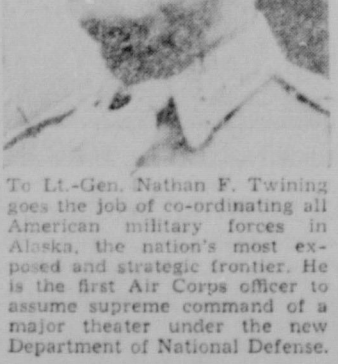 To Lt.-Gen. Nathan F. Twining
goes the job of co-ordinating all
American military forces in
Alaska, the nation's most ex-
posed and strategic frontier. He
is the first Air Corps officer to
assume supreme command of a
major theater under the new
Department of National Defense.